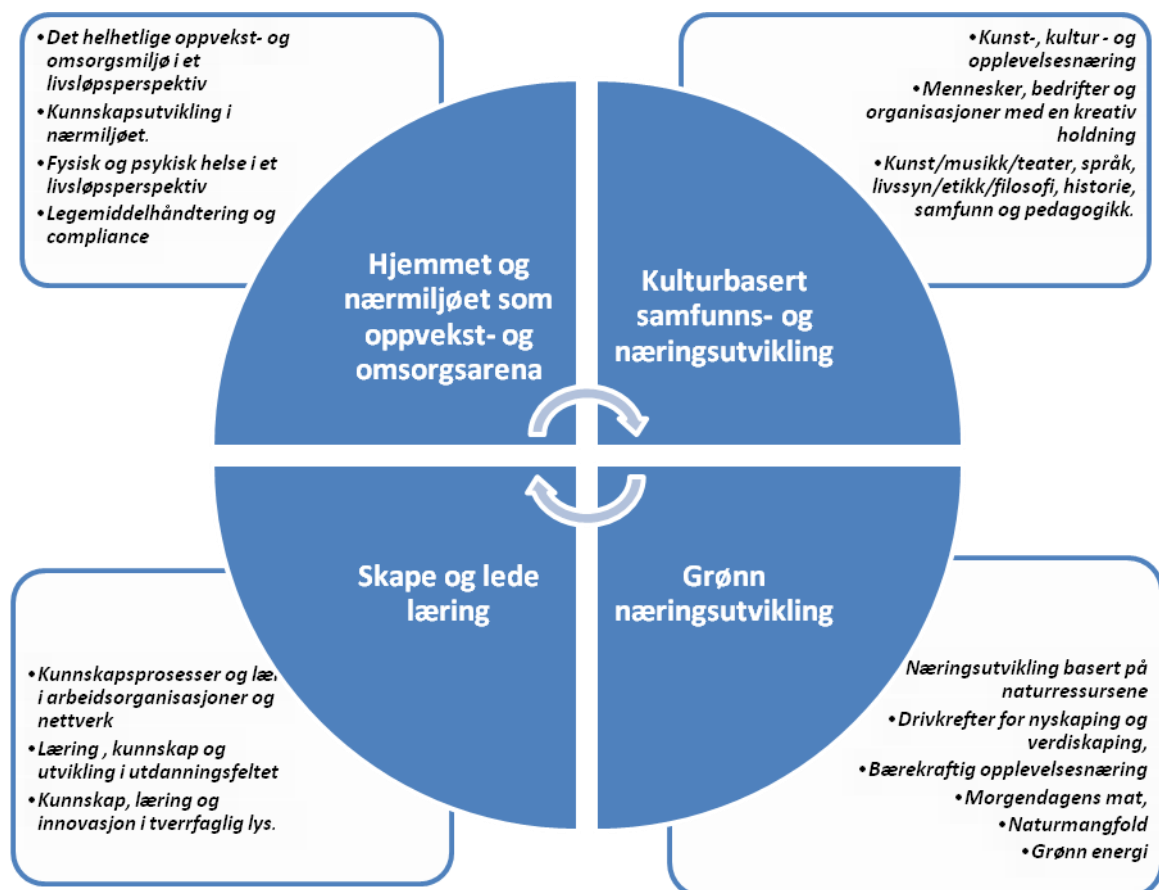 •Det helhetlige oppvekst- og
omsorgsmiljø i et
livsløpsperspektiv
•Kunnskapsutvikling i
nærmiljøet.
•Fysisk og psykisk helse i et
livsløpsperspektiv
•Legemiddelhåndtering og
compliance
•Kunst-, kultur - og
opplevelsesnæring
•Mennesker, bedrifter og
organisasjoner med en kreativ
holdning
•Kunst/musikk/teater, språk,
livssyn/etikk/filosofi, historie,
samfunn og pedagogikk.
Hjemmet og
nærmiljøet som
oppvekst- og
omsorgsarena
Kulturbasert
samfunns- og
næringsutvikling
Skape og lede
læring
Grønn
næringsutvikling
•Kunnskapsprosesser og
i arbeidsorganisasjoner og
nettverk
•Læring , kunnskap og
utvikling i utdanningsfeltet
•Kunnskap, læring og
innovasjon i tverrfaglig lys.
Næringsutvikling basert på
naturressursene
•Drivkrefter for nyskaping og
verdiskaping,
•Bærekraftig opplevelsesnæring
•Morgendagens mat,
•Naturmangfold
•Grønn energi